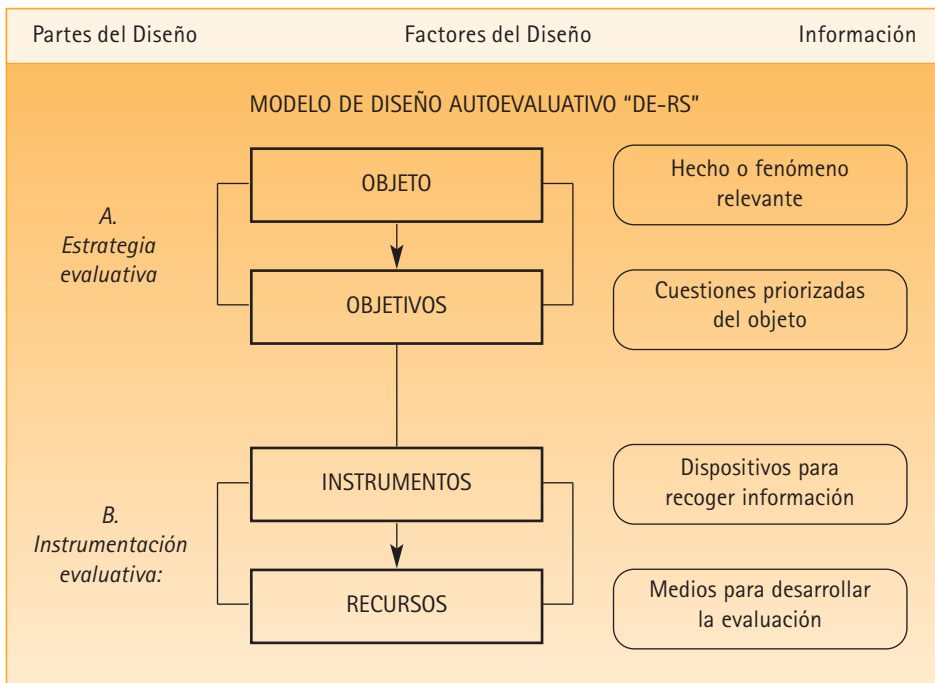 Partes del Diseño
Factores del Diseño
Información
MODELO DE DISEÑO AUTOEVALUATIVO “DE-RS”
A.
Estrategia
evaluativa
OBJETO
Hecho o fenómeno
relevante
OBJETIVOS
Cuestiones priorizadas
del objeto
B.
Instrumentación
evaluativa:
INSTRUMENTOS
Dispositivos para
recoger información
RECURSOS
Medios para desarrollar
la evaluación